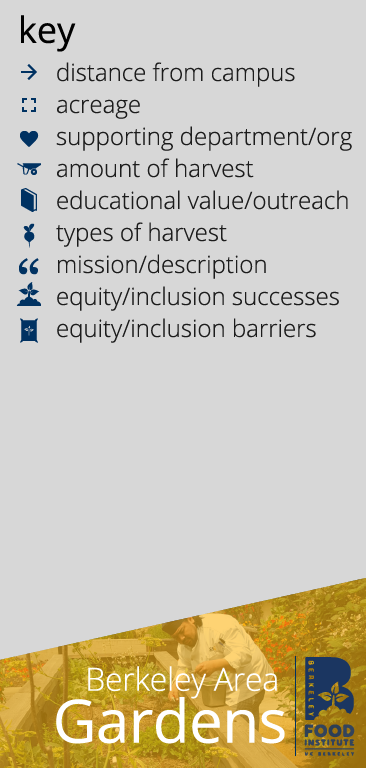 key
distance from campus
acreage
supporting department/org
amount of harvest
educational value/outreach
types of harvest
mission/description
equity/inclusion successes
equity/inclusion barriers
Berkeley Area
Gardens
BERKELEY
FOOD
INSTITUTE
UC BERKELEY